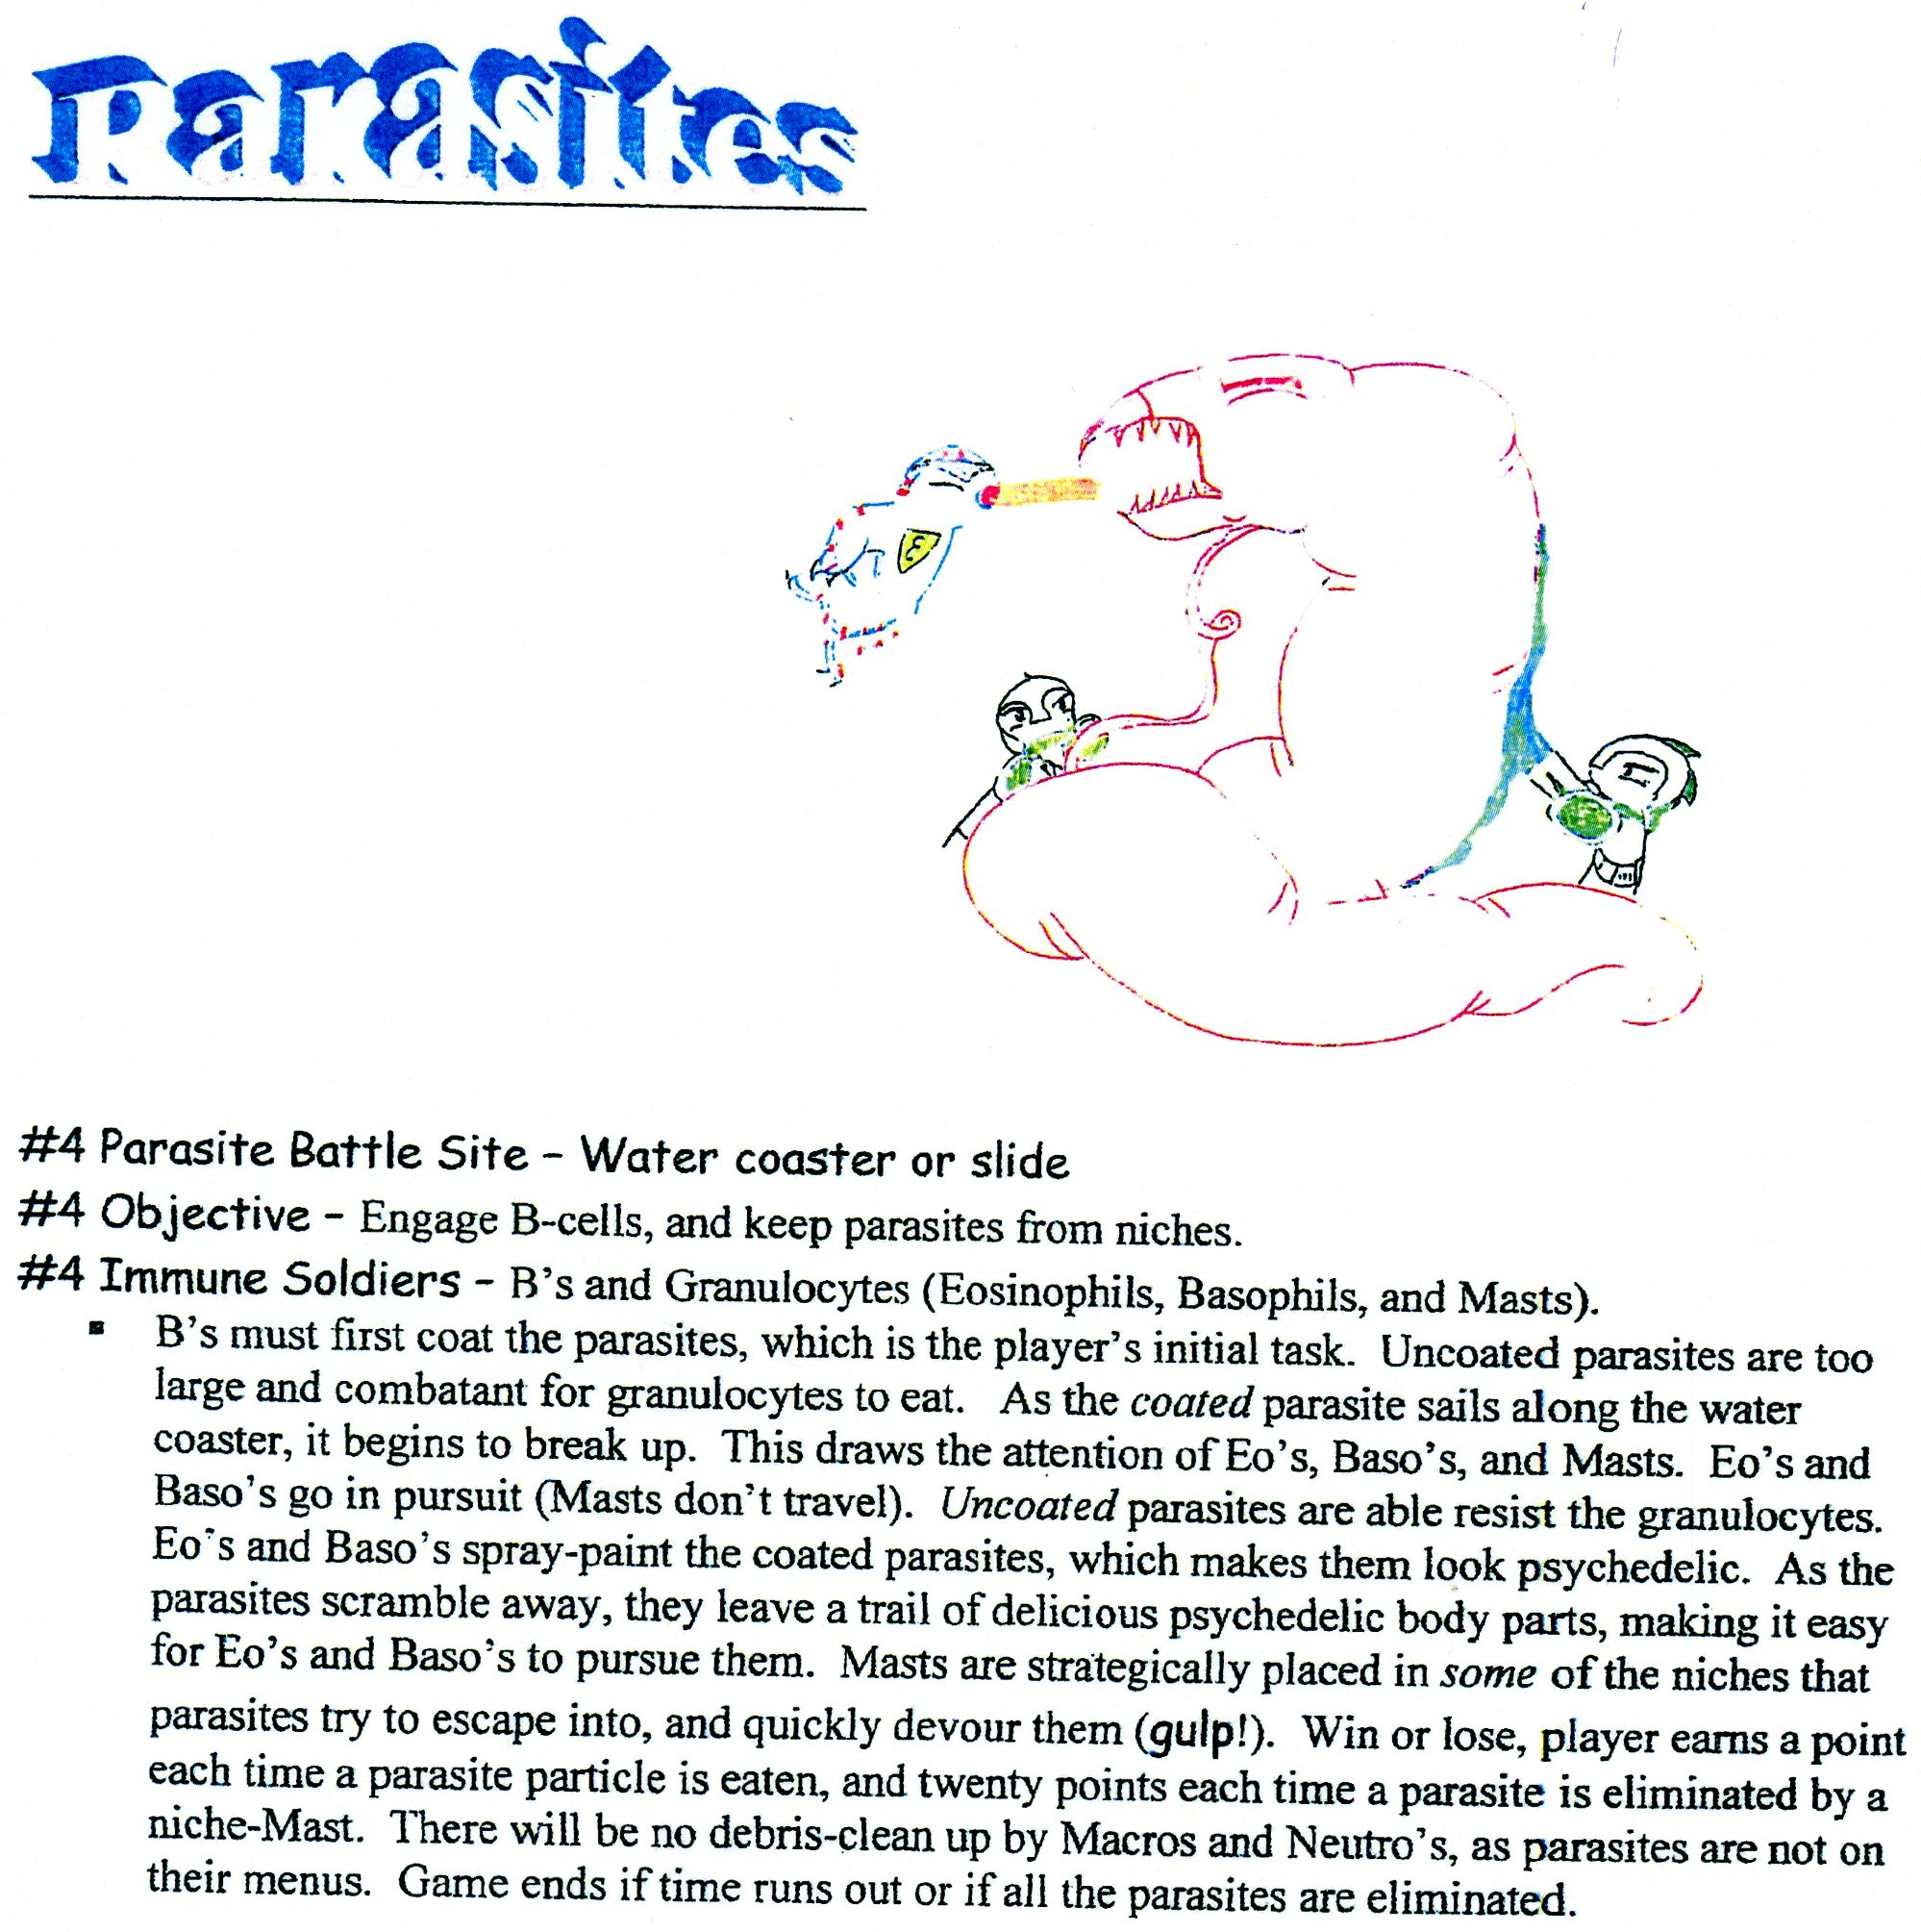 Parasites
#4 Parasite Battle Site – Water coaster or slide
#4 Objective – Engage B-cells, and keep parasites from niches.
#4 Immune Soldiers – B's and Granulocytes (Eosinophils, Basophils, and Masts).
▪ B's must first coat the parasites, which is the player's initial task. Uncoated parasites are too
large and combatant for granulocytes to eat. As the coated parasite sails along the water
coaster, it begins to break up. This draws the attention of Eo's, Baso's, and Masts. Eo's and
Baso's go in pursuit (Masts don't travel). Uncoated parasites are able resist the granulocytes.
Eo's and Baso's spray-paint the coated parasites, which makes them look psychedelic. As the
parasites scramble away, they leave a trail of delicious psychedelic body parts, making it easy
for Eo's and Baso's to pursue them. Masts are strategically placed in some of the niches that
parasites try to escape into, and quickly devour them (gulp!). Win or lose, player earns a point
each time a parasite particle is eaten, and twenty points each time a parasite is eliminated by a
niche-Mast. There will be no debris-clean up by Macros and Neutro's, as parasites are not on
their menus. Game ends if time runs out or if all the parasites are eliminated.